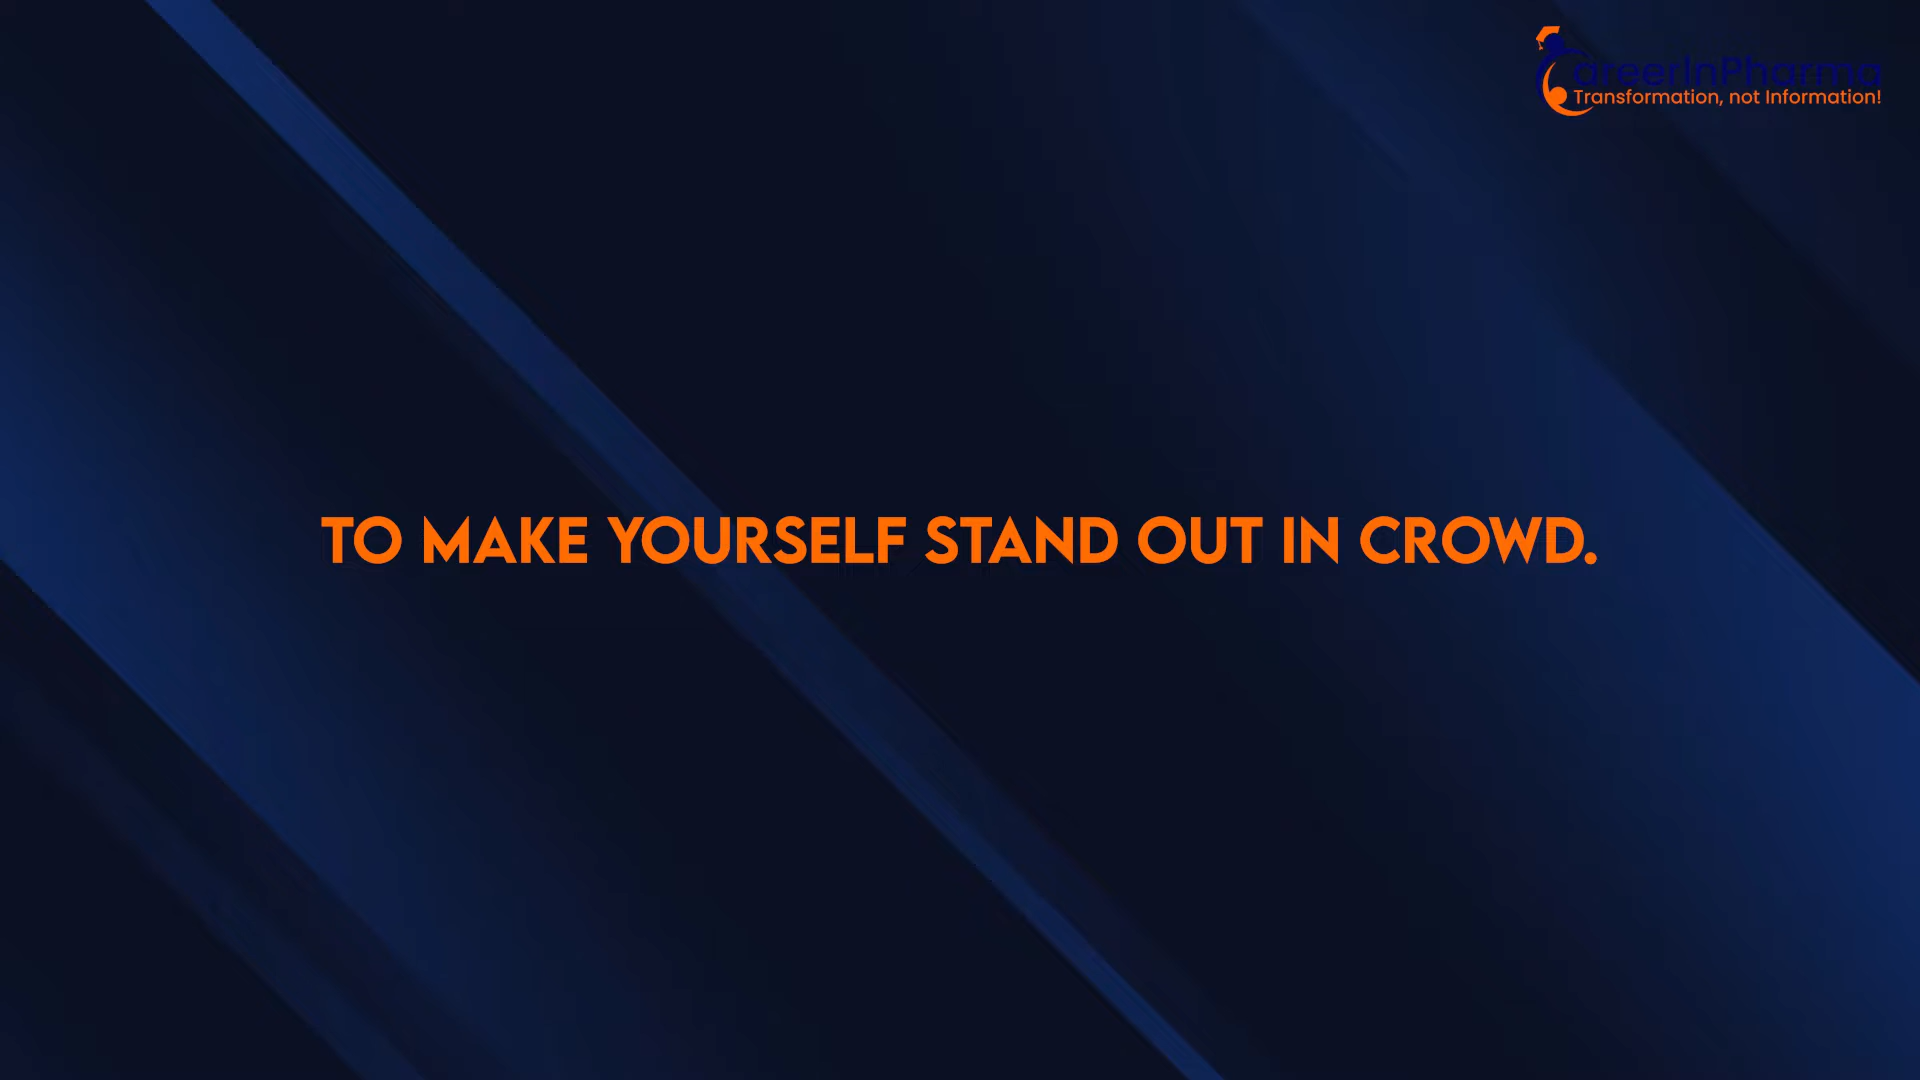 CareerInPharma
Transformation, not Information!
TO MAKE YOURSELF STAND OUT IN CROWD.